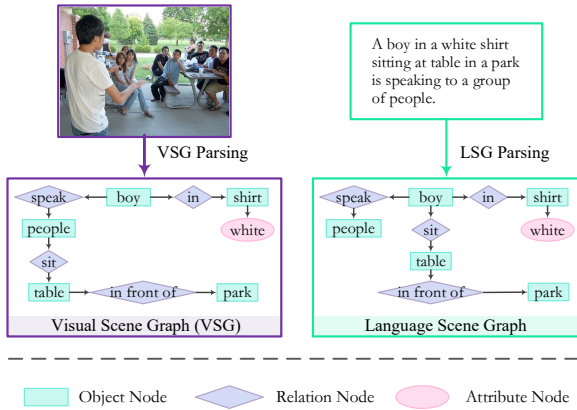 A boy in a white shirt
sitting at table in a park
is speaking to a group
of people.
VSG Parsing
LSG Parsing
speak boy in shirt
people white
sit
table in front of park
Visual Scene Graph (VSG)
speak boy in shirt
people sit white
table
in front of park
Language Scene Graph
Object Node Relation Node Attribute Node